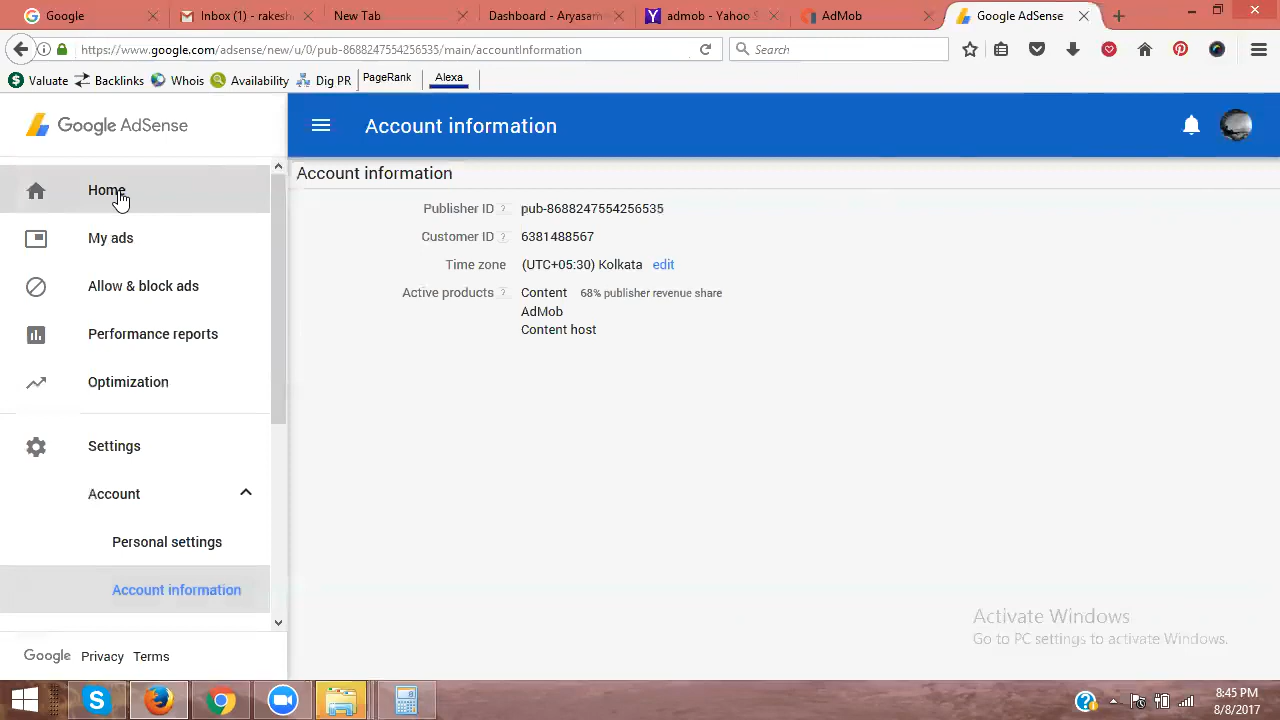 Google
Inbox (1) - rakesh
New Tab
Dashboard - Aryasam
admob - Yahoo S
AdMob
Google AdSense
https://www.google.com/adsense/new/u/0/pub-8688247554256535/main/accountInformation
Search
Valuate
Backlinks
Whois
Availability
Dig PR
PageRank
Alexa
Google AdSense
Account information
Home
My ads
Allow & block ads
Performance reports
Optimization
Settings
Account
Personal settings
Account information
Google Privacy Terms
Account information
Publisher ID ? pub-8688247554256535
Customer ID ? 6381488567
Time zone (UTC+05:30) Kolkata edit
Active products ? Content 68% publisher revenue share
AdMob
Content host
Activate Windows
Go to PC settings to activate Windows.
8:45 PM
8/8/2017